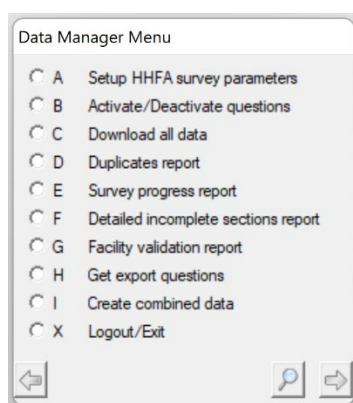 Data Manager Menu
A Setup HHFA survey parameters
B Activate/Deactivate questions
C Download all data
D Duplicates report
E Survey progress report
F Detailed incomplete sections report
G Facility validation report
H Get export questions
I Create combined data
X Logout/Exit